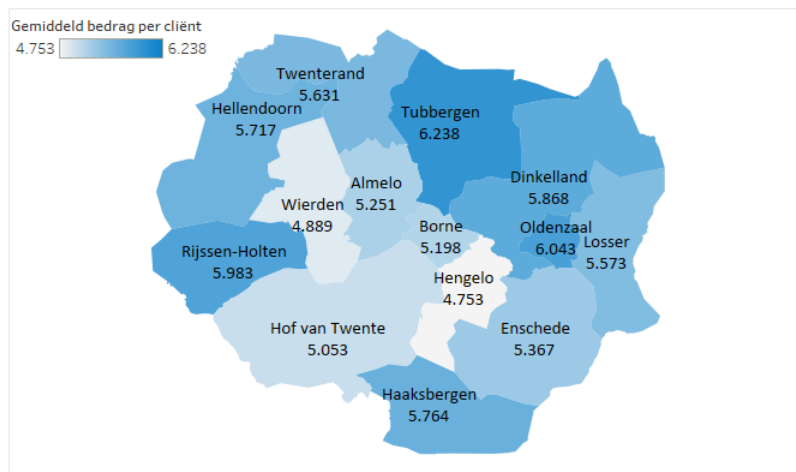 Gemiddeld bedrag per cliënt
4.753 6.238
Twenterand
5.631
Hellendoorn
5.717
Tubbergen
6.238
Almelo
5.251
Dinkelland
5.868
Wierden
4.889
Borne
5.198
Oldenzaal
6.043
Losser
5.573
Rijssen-Holten
5.983
Hengelo
4.753
Hof van Twente
5.053
Enschede
5.367
Haaksbergen
5.764